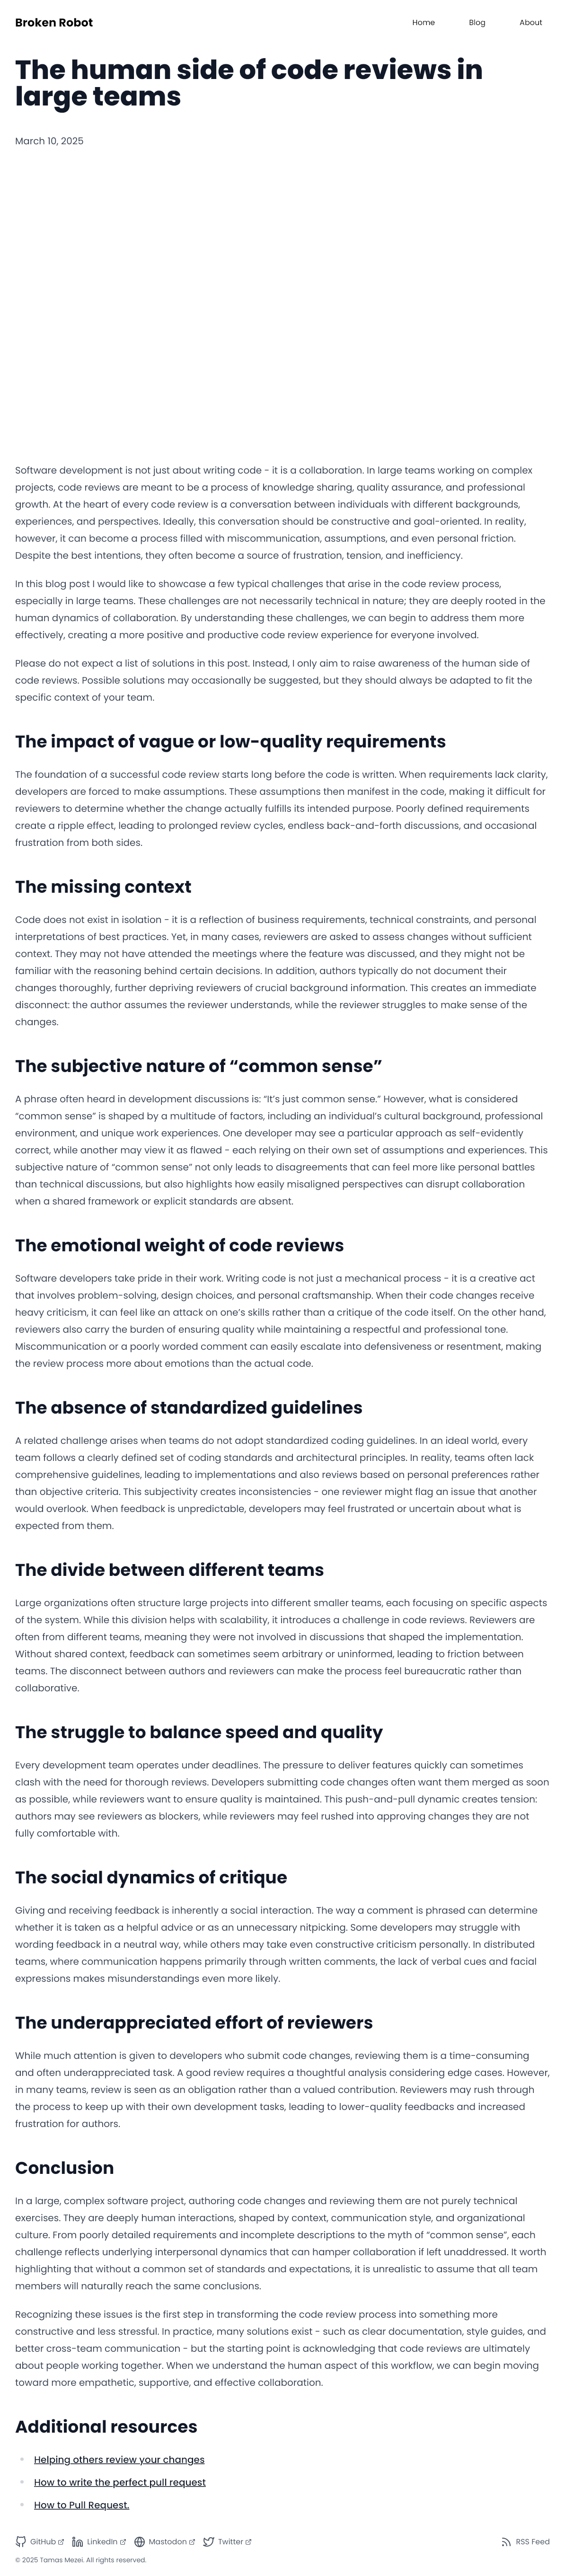 Broken Robot
Home Blog About
The human side of code reviews in
large teams
March 10, 2025
Software development is not just about writing code - it is a collaboration. In large teams working on complex
projects, code reviews are meant to be a process of knowledge sharing, quality assurance, and professional
growth. At the heart of every code review is a conversation between individuals with different backgrounds,
experiences, and perspectives. Ideally, this conversation should be constructive and goal-oriented. In reality,
however, it can become a process filled with miscommunication, assumptions, and even personal friction.
Despite the best intentions, they often become a source of frustration, tension, and inefficiency.
In this blog post I would like to showcase a few typical challenges that arise in the code review process,
especially in large teams. These challenges are not necessarily technical in nature; they are deeply rooted in the
human dynamics of collaboration. By understanding these challenges, we can begin to address them more
effectively, creating a more positive and productive code review experience for everyone involved.
Please do not expect a list of solutions in this post. Instead, I only aim to raise awareness of the human side of
code reviews. Possible solutions may occasionally be suggested, but they should always be adapted to fit the
specific context of your team.
The impact of vague or low-quality requirements
The foundation of a successful code review starts long before the code is written. When requirements lack clarity,
developers are forced to make assumptions. These assumptions then manifest in the code, making it difficult for
reviewers to determine whether the change actually fulfills its intended purpose. Poorly defined requirements
create a ripple effect, leading to prolonged review cycles, endless back-and-forth discussions, and occasional
frustration from both sides.
The missing context
Code does not exist in isolation - it is a reflection of business requirements, technical constraints, and personal
interpretations of best practices. Yet, in many cases, reviewers are asked to assess changes without sufficient
context. They may not have attended the meetings where the feature was discussed, and they might not be
familiar with the reasoning behind certain decisions. In addition, authors typically do not document their
changes thoroughly, further depriving reviewers of crucial background information. This creates an immediate
disconnect: the author assumes the reviewer understands, while the reviewer struggles to make sense of the
changes.
The subjective nature of “common sense”
A phrase often heard in development discussions is: “It’s just common sense.” However, what is considered
“common sense” is shaped by a multitude of factors, including an individual’s cultural background, professional
environment, and unique work experiences. One developer may see a particular approach as self-evidently
correct, while another may view it as flawed - each relying on their own set of assumptions and experiences. This
subjective nature of “common sense” not only leads to disagreements that can feel more like personal battles
than technical discussions, but also highlights how easily misaligned perspectives can disrupt collaboration
when a shared framework or explicit standards are absent.
The emotional weight of code reviews
Software developers take pride in their work. Writing code is not just a mechanical process - it is a creative act
that involves problem-solving, design choices, and personal craftsmanship. When their code changes receive
heavy criticism, it can feel like an attack on one’s skills rather than a critique of the code itself. On the other hand,
reviewers also carry the burden of ensuring quality while maintaining a respectful and professional tone.
Miscommunication or a poorly worded comment can easily escalate into defensiveness or resentment, making
the review process more about emotions than the actual code.
The absence of standardized guidelines
A related challenge arises when teams do not adopt standardized coding guidelines. In an ideal world, every
team follows a clearly defined set of coding standards and architectural principles. In reality, teams often lack
comprehensive guidelines, leading to implementations and also reviews based on personal preferences rather
than objective criteria. This subjectivity creates inconsistencies - one reviewer might flag an issue that another
would overlook. When feedback is unpredictable, developers may feel frustrated or uncertain about what is
expected from them.
The divide between different teams
Large organizations often structure large projects into different smaller teams, each focusing on specific aspects
of the system. While this division helps with scalability, it introduces a challenge in code reviews. Reviewers are
often from different teams, meaning they were not involved in discussions that shaped the implementation.
Without shared context, feedback can sometimes seem arbitrary or uninformed, leading to friction between
teams. The disconnect between authors and reviewers can make the process feel bureaucratic rather than
collaborative.
The struggle to balance speed and quality
Every development team operates under deadlines. The pressure to deliver features quickly can sometimes
clash with the need for thorough reviews. Developers submitting code changes often want them merged as soon
as possible, while reviewers want to ensure quality is maintained. This push-and-pull dynamic creates tension:
authors may see reviewers as blockers, while reviewers may feel rushed into approving changes they are not
fully comfortable with.
The social dynamics of critique
Giving and receiving feedback is inherently a social interaction. The way a comment is phrased can determine
whether it is taken as a helpful advice or as an unnecessary nitpicking. Some developers may struggle with
wording feedback in a neutral way, while others may take even constructive criticism personally. In distributed
teams, where communication happens primarily through written comments, the lack of verbal cues and facial
expressions makes misunderstandings even more likely.
The underappreciated effort of reviewers
While much attention is given to developers who submit code changes, reviewing them is a time-consuming
and often underappreciated task. A good review requires a thoughtful analysis considering edge cases. However,
in many teams, review is seen as an obligation rather than a valued contribution. Reviewers may rush through
the process to keep up with their own development tasks, leading to lower-quality feedbacks and increased
frustration for authors.
Conclusion
In a large, complex software project, authoring code changes and reviewing them are not purely technical
exercises. They are deeply human interactions, shaped by context, communication style, and organizational
culture. From poorly detailed requirements and incomplete descriptions to the myth of “common sense”, each
challenge reflects underlying interpersonal dynamics that can hamper collaboration if left unaddressed. It worth
highlighting that without a common set of standards and expectations, it is unrealistic to assume that all team
members will naturally reach the same conclusions.
Recognizing these issues is the first step in transforming the code review process into something more
constructive and less stressful. In practice, many solutions exist - such as clear documentation, style guides, and
better cross-team communication - but the starting point is acknowledging that code reviews are ultimately
about people working together. When we understand the human aspect of this workflow, we can begin moving
toward more empathetic, supportive, and effective collaboration.
Additional resources
Helping others review your changes
How to write the perfect pull request
How to Pull Request.
GitHub LinkedIn Mastodon Twitter RSS Feed
© 2025 Tamas Mezei. All rights reserved.